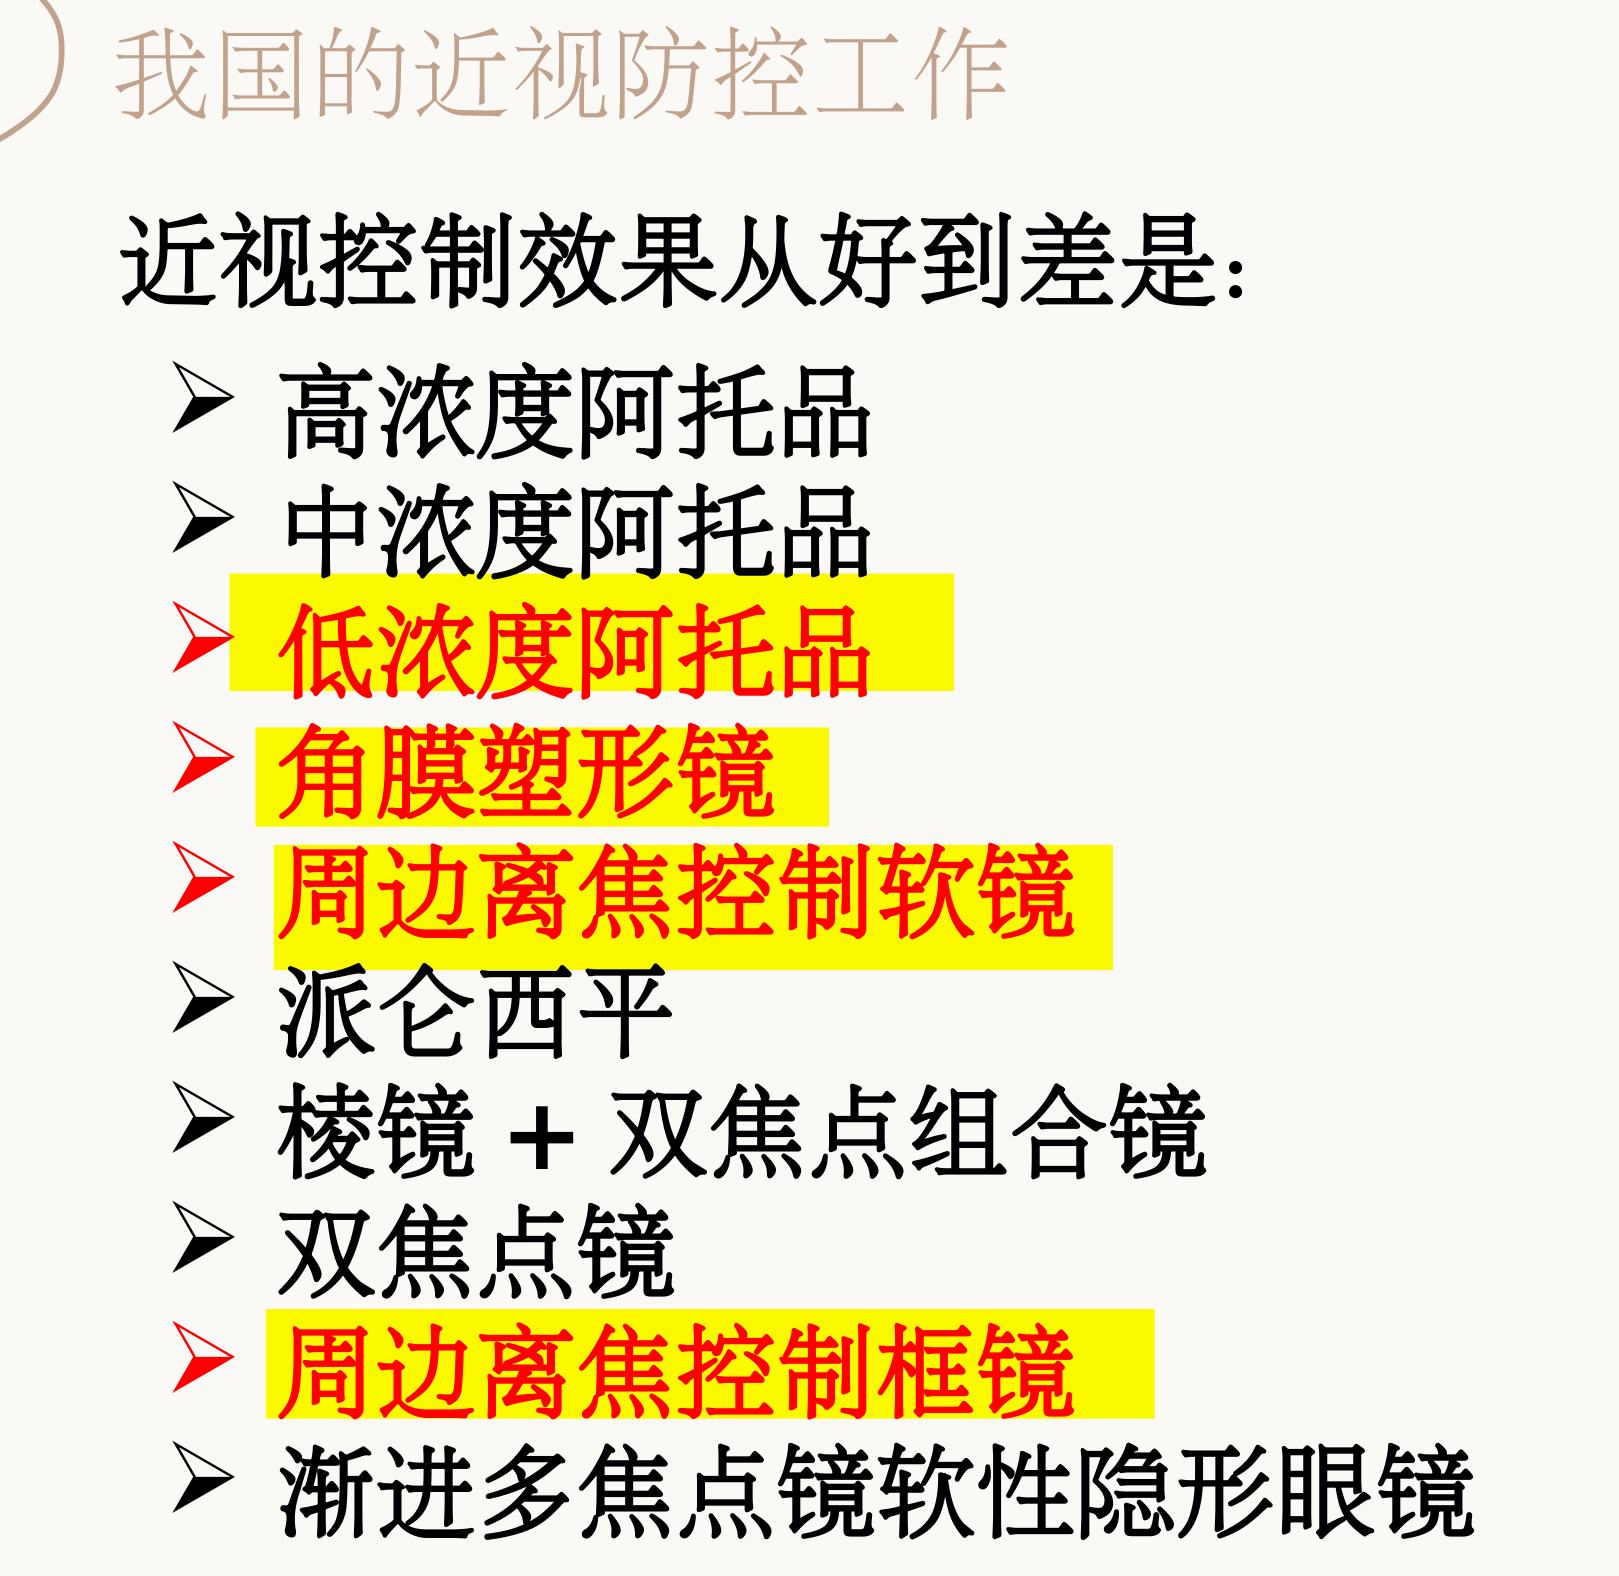 我国的近视防控工作
近视控制效果从好到差是:
高浓度阿托品
中浓度阿托品
低浓度阿托品
角膜塑形镜
周边离焦控制软镜
派仑西平
棱镜 + 双焦点组合镜
双焦点镜
周边离焦控制框镜
渐进多焦点镜软性隐形眼镜